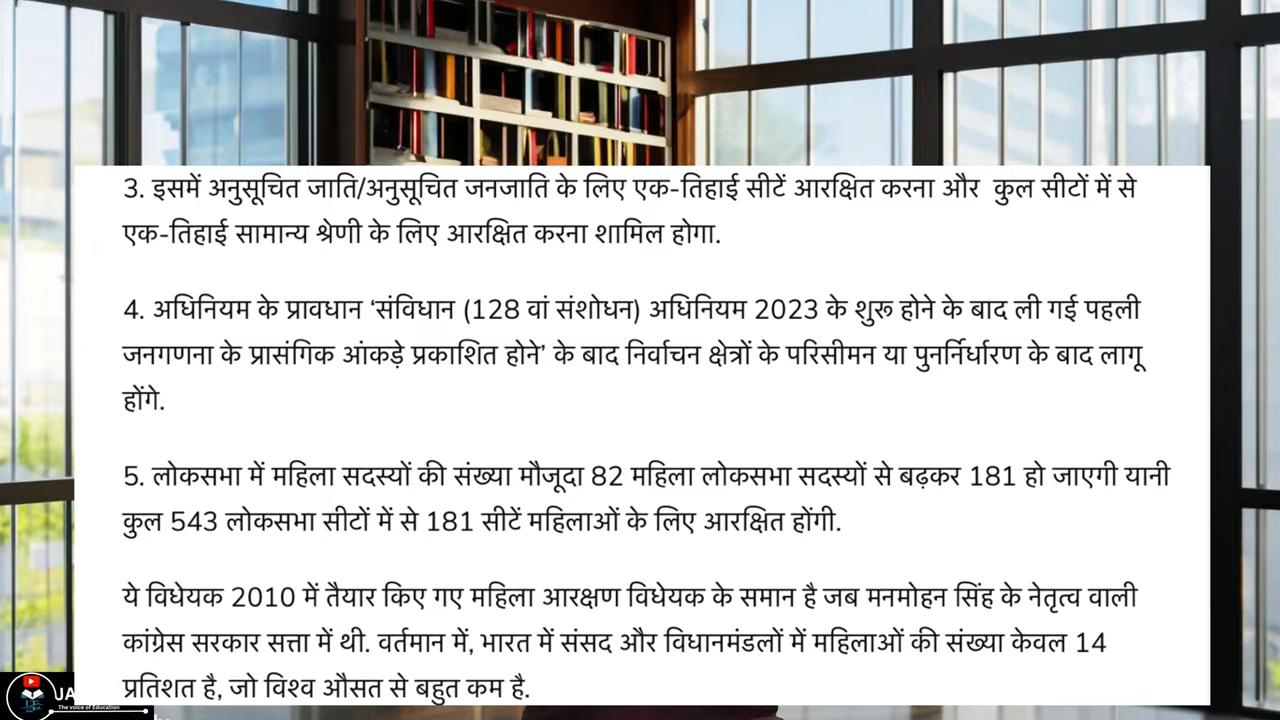 3. इसमें अनुसूचित जाति/अनुसूचित जनजाति के लिए एक-तिहाई सीटें आरक्षित करना और कुल सीटों में से
एक-तिहाई सामान्य श्रेणी के लिए आरक्षित करना शामिल होगा.
4. अधिनियम के प्रावधान ‘संविधान (128 वां संशोधन) अधिनियम 2023 के शुरू होने के बाद ली गई पहली
जनगणना के प्रासंगिक आंकड़े प्रकाशित होने’ के बाद निर्वाचन क्षेत्रों के परिसीमन या पुनर्निर्धारण के बाद लागू
होंगे.
5. लोकसभा में महिला सदस्यों की संख्या मौजूदा 82 महिला लोकसभा सदस्यों से बढ़कर 181 हो जाएगी यानी
कुल 543 लोकसभा सीटों में से 181 सीटें महिलाओं के लिए आरक्षित होंगी.
ये विधेयक 2010 में तैयार किए गए महिला आरक्षण विधेयक के समान है जब मनमोहन सिंह के नेतृत्व वाली
कांग्रेस सरकार सत्ता में थी. वर्तमान में, भारत में संसद और विधानमंडलों में महिलाओं की संख्या केवल 14
प्रतिशत है, जो विश्व औसत से बहुत कम है.
JA
The voice of Education